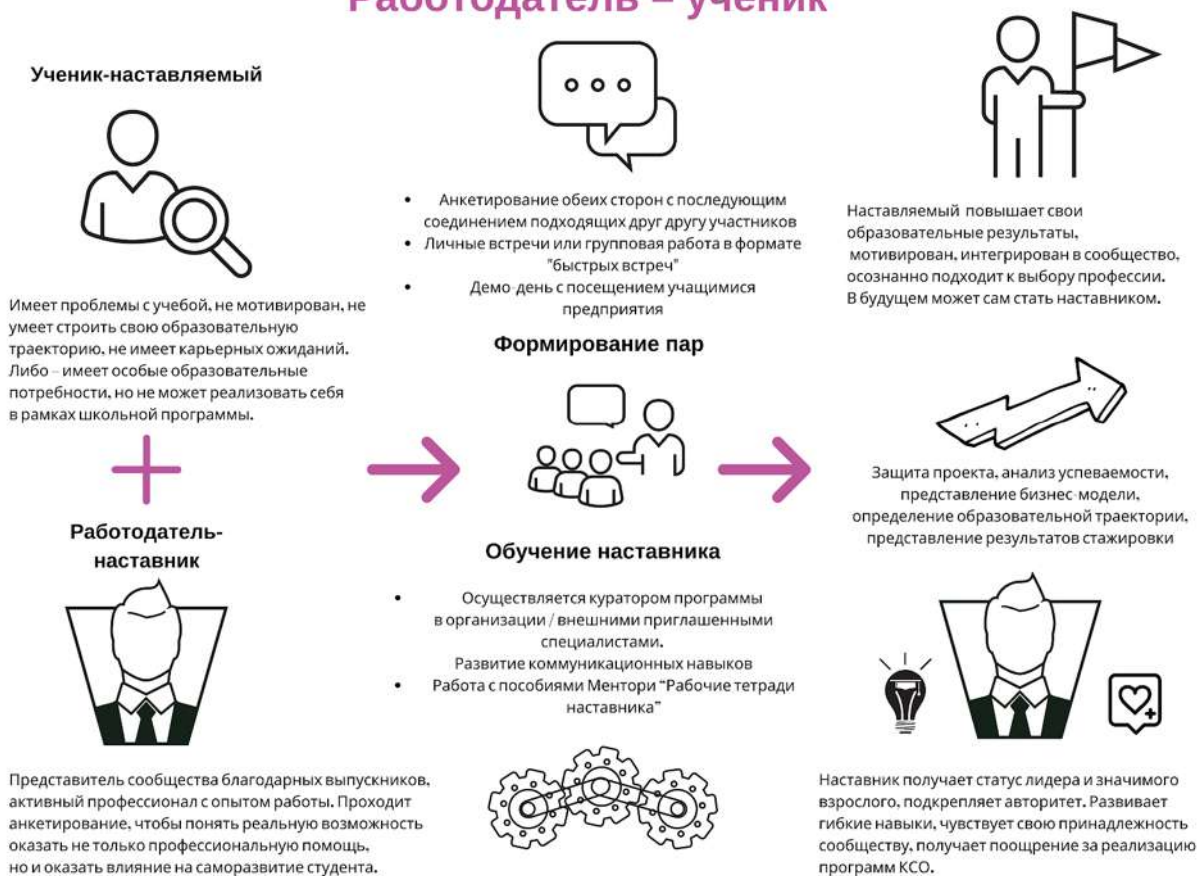 Работодатель – ученик
Ученик-наставляемый
Имеет проблемы с учебой, не мотивирован, не
умеет строить свою образовательную
траекторию, не имеет карьерных ожиданий.
Либо – имеет особые образовательные
потребности, но не может реализовать себя
в рамках школьной программы.
Работодатель-
наставник
Представитель сообщества благодарных выпускников,
активный профессионал с опытом работы. Проходит
анкетирование, чтобы понять реальную возможность
оказать не только профессиональную помощь,
но и оказать влияние на саморазвитие студента.
• Анкетирование обеих сторон с последующим
соединением подходящих друг другу участников
• Личные встречи или групповая работа в формате
"быстрых встреч"
• Демо-день с посещением учащимися
предприятия
Формирование пар
Обучение наставника
• Осуществляется куратором программы
в организации / внешними приглашенными
специалистами.
Развитие коммуникационных навыков
• Работа с пособиями Ментори “Рабочие тетради
наставника”
Наставляемый повышает свои
образовательные результаты,
мотивирован, интегрирован в сообщество,
осознанно подходит к выбору профессии.
В будущем может сам стать наставником.
Защита проекта, анализ успеваемости,
представление бизнес-модели,
определение образовательной траектории,
представление результатов стажировки
Наставник получает статус лидера и значимого
взрослого, подкрепляет авторитет. Развивает
гибкие навыки, чувствует свою принадлежность
сообществу, получает поощрение за реализацию
программ КСО.